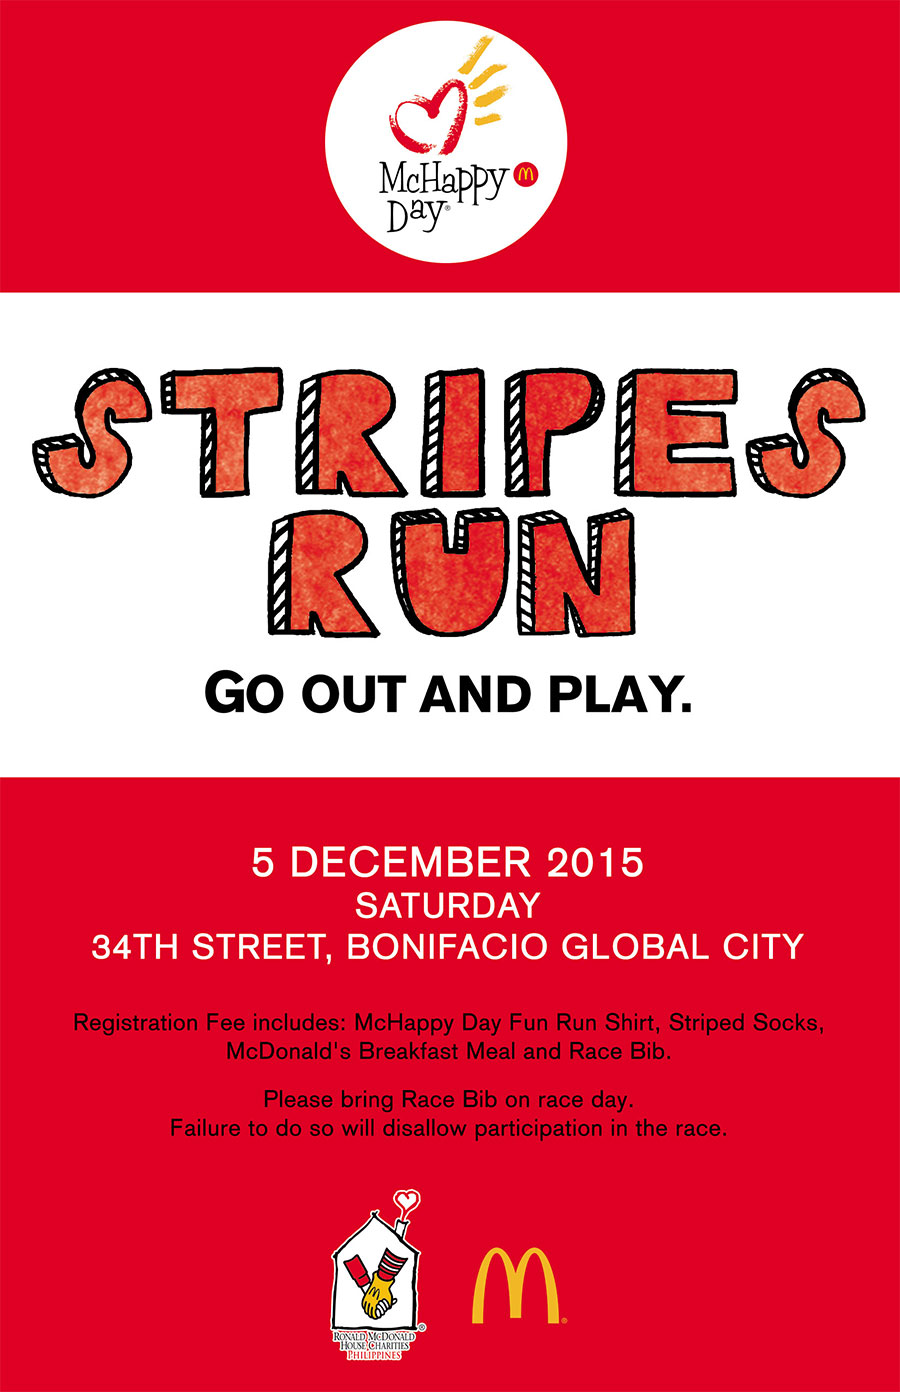 McHappy
Day®
STRIPES
RUN
GO OUT AND PLAY.
5 DECEMBER 2015
SATURDAY
34TH STREET, BONIFACIO GLOBAL CITY
Registration Fee includes: McHappy Day Fun Run Shirt, Striped Socks,
McDonald's Breakfast Meal and Race Bib.
Please bring Race Bib on race day.
Failure to do so will disallow participation in the race.
RONALD McDONALD
HOUSE CHARITIES®
PHILIPPINES